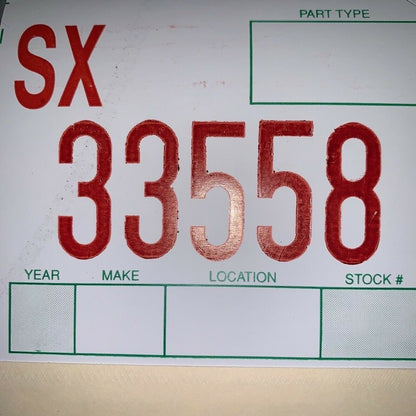 PART TYPE
SX
33558
YEAR MAKE LOCATION STOCK #